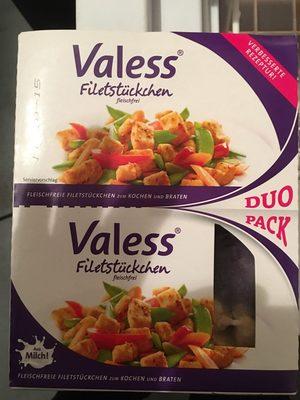 Valess®
Filetstückchen
fleischfrei
VERBESSERTE
REZEPTUR!
Serviervorschlag
FLEISCHFREIE FILETSTÜCKCHEN ZUM KOCHEN UND BRATEN
DUO
PACK
Valess®
Filetstückchen
fleischfrei
Aus
Milch!
FLEISCHFREIE FILETSTÜCKCHEN ZUM KOCHEN UND BRATEN